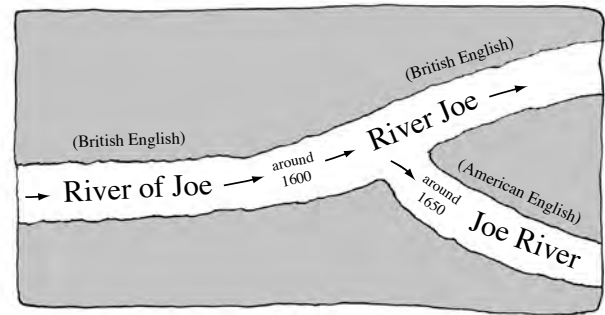 (British English)
River of Joe
around
1600
(British English)
River Joe
around
1650
(American English)
Joe River